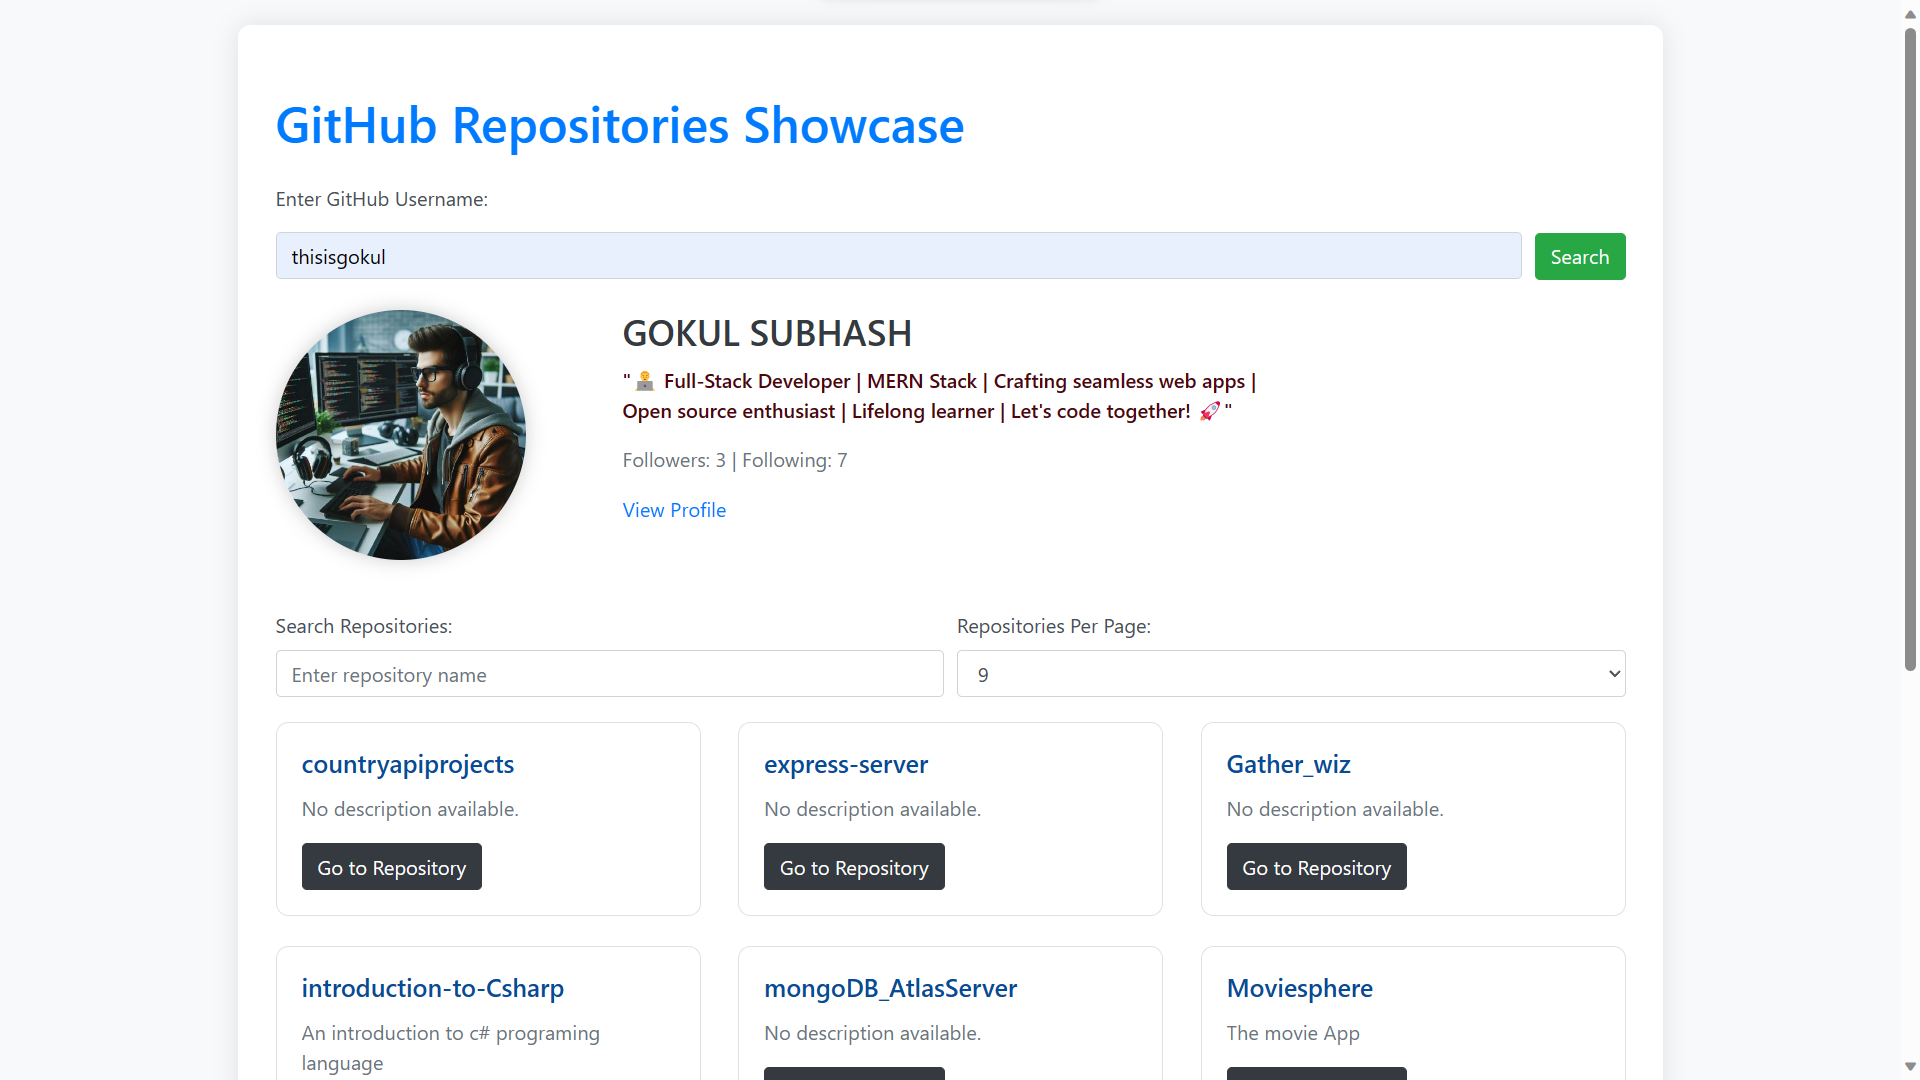 GitHub Repositories Showcase
Enter GitHub Username:
thisisgokul
Search
GOKUL SUBHASH
"👨‍💻 Full-Stack Developer | MERN Stack | Crafting seamless web apps |
Open source enthusiast | Lifelong learner | Let's code together! 🚀"
Followers: 3 | Following: 7
View Profile
Search Repositories:
Repositories Per Page:
Enter repository name
9
countryapiprojects
No description available.
Go to Repository
express-server
No description available.
Go to Repository
Gather_wiz
No description available.
Go to Repository
introduction-to-Csharp
An introduction to c# programing
language
mongoDB_AtlasServer
No description available.
Moviesphere
The movie App